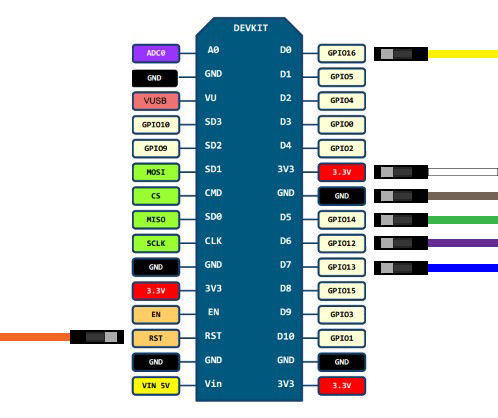 DEVKIT
ADC0 A0 D0 GPIO16
GND GND D1 GPIO5
VUSB VU D2 GPIO4
GPIO10 SD3 D3 GPIO0
GPIO9 SD2 D4 GPIO2
MOSI SD1 3V3 3.3V
CS CMD GND GND
MISO SD0 D5 GPIO14
SCLK CLK D6 GPIO12
GND GND D7 GPIO13
3.3V 3V3 D8 GPIO15
EN EN D9 GPIO3
RST RST D10 GPIO1
GND GND GND GND
VIN 5V Vin 3V3 3.3V